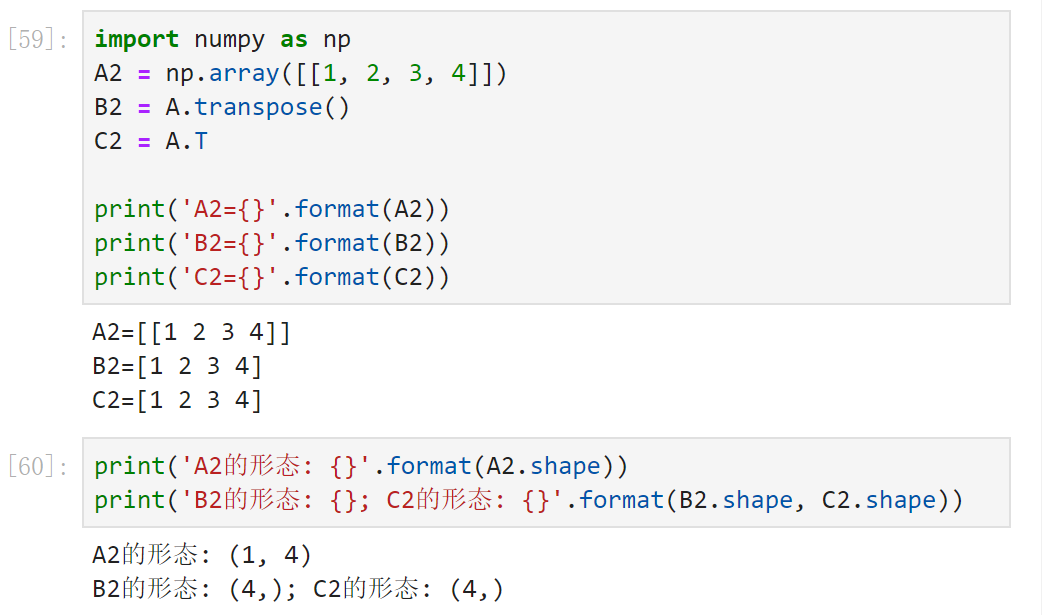 [59]:
import numpy as np
A2 = np.array([[1, 2, 3, 4]])
B2 = A.transpose()
C2 = A.T
print('A2={}'.format(A2))
print('B2={}'.format(B2))
print('C2={}'.format(C2))
A2=[[1 2 3 4]]
B2=[1 2 3 4]
C2=[1 2 3 4]
[60]:
print('A2的形态: {}'.format(A2.shape))
print('B2的形态: {}; C2的形态: {}'.format(B2.shape, C2.shape))
A2的形态: (1, 4)
B2的形态: (4,); C2的形态: (4,)